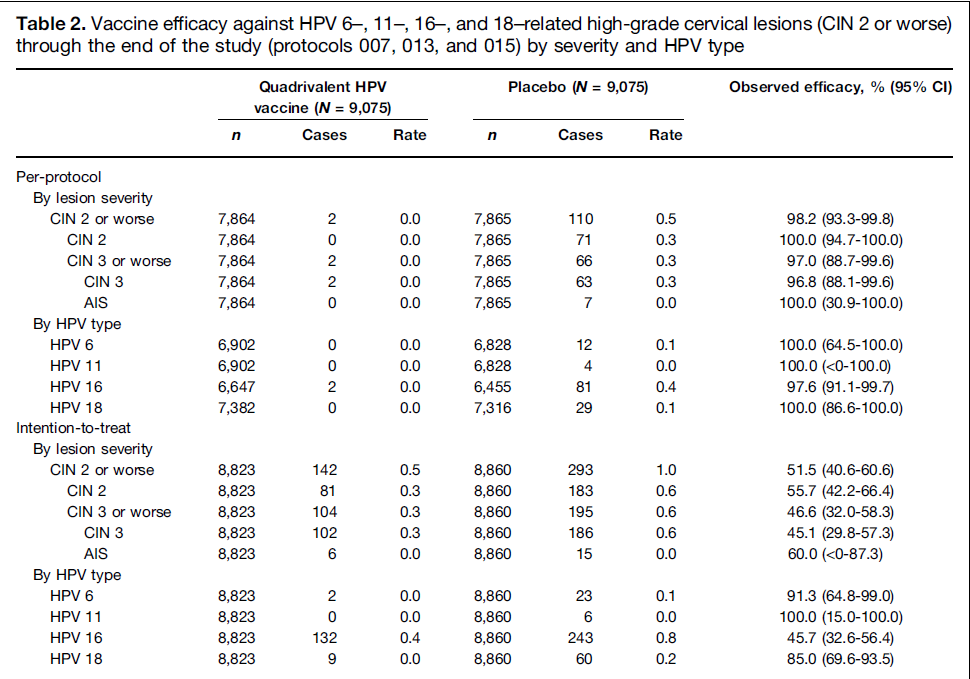 Table 2. Vaccine efficacy against HPV 6–, 11–, 16–, and 18–related high-grade cervical lesions (CIN 2 or worse)
through the end of the study (protocols 007, 013, and 015) by severity and HPV type
Quadrivalent HPV vaccine (N = 9,075) Placebo (N = 9,075) Observed efficacy, % (95% CI)
n Cases Rate n Cases Rate
Per-protocol
By lesion severity
CIN 2 or worse 7,864 2 0.0 7,865 110 0.5 98.2 (93.3-99.8)
CIN 2 7,864 0 0.0 7,865 71 0.3 100.0 (94.7-100.0)
CIN 3 or worse 7,864 2 0.0 7,865 66 0.3 97.0 (88.7-99.6)
CIN 3 7,864 2 0.0 7,865 63 0.3 96.8 (88.1-99.6)
AIS 7,864 0 0.0 7,865 7 0.0 100.0 (30.9-100.0)
By HPV type
HPV 6 6,902 0 0.0 6,828 12 0.1 100.0 (64.5-100.0)
HPV 11 6,902 0 0.0 6,828 4 0.0 100.0 (<0-100.0)
HPV 16 6,647 2 0.0 6,455 81 0.4 97.6 (91.1-99.7)
HPV 18 7,382 0 0.0 7,316 29 0.1 100.0 (86.6-100.0)
Intention-to-treat
By lesion severity
CIN 2 or worse 8,823 142 0.5 8,860 293 1.0 51.5 (40.6-60.6)
CIN 2 8,823 81 0.3 8,860 183 0.6 55.7 (42.2-66.4)
CIN 3 or worse 8,823 104 0.3 8,860 195 0.6 46.6 (32.0-58.3)
CIN 3 8,823 102 0.3 8,860 186 0.6 45.1 (29.8-57.3)
AIS 8,823 6 0.0 8,860 15 0.0 60.0 (<0-87.3)
By HPV type
HPV 6 8,823 2 0.0 8,860 23 0.1 91.3 (64.8-99.0)
HPV 11 8,823 0 0.0 8,860 6 0.0 100.0 (15.0-100.0)
HPV 16 8,823 132 0.4 8,860 243 0.8 45.7 (32.6-56.4)
HPV 18 8,823 9 0.0 8,860 60 0.2 85.0 (69.6-93.5)